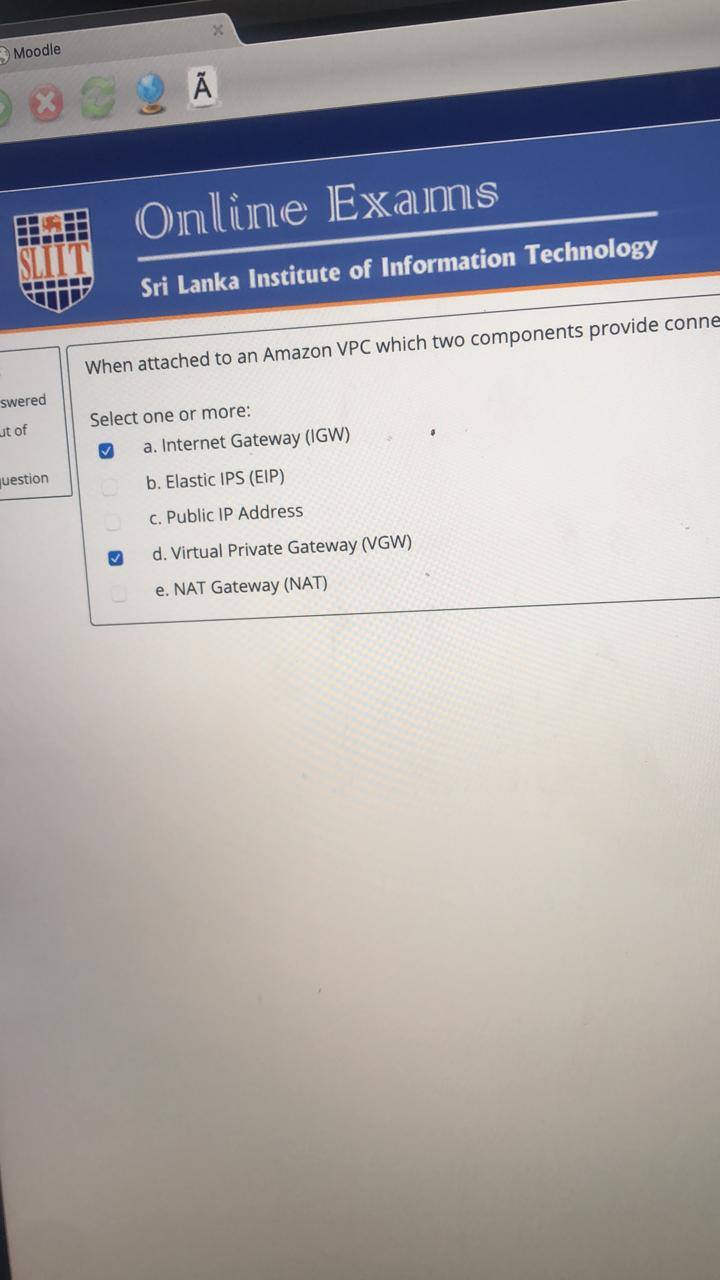 Moodle
Ã
SLIIT
Online Exams
Sri Lanka Institute of Information Technology
swered
ut of
uestion
When attached to an Amazon VPC which two components provide conne
Select one or more:
a. Internet Gateway (IGW)
b. Elastic IPS (EIP)
c. Public IP Address
d. Virtual Private Gateway (VGW)
e. NAT Gateway (NAT)